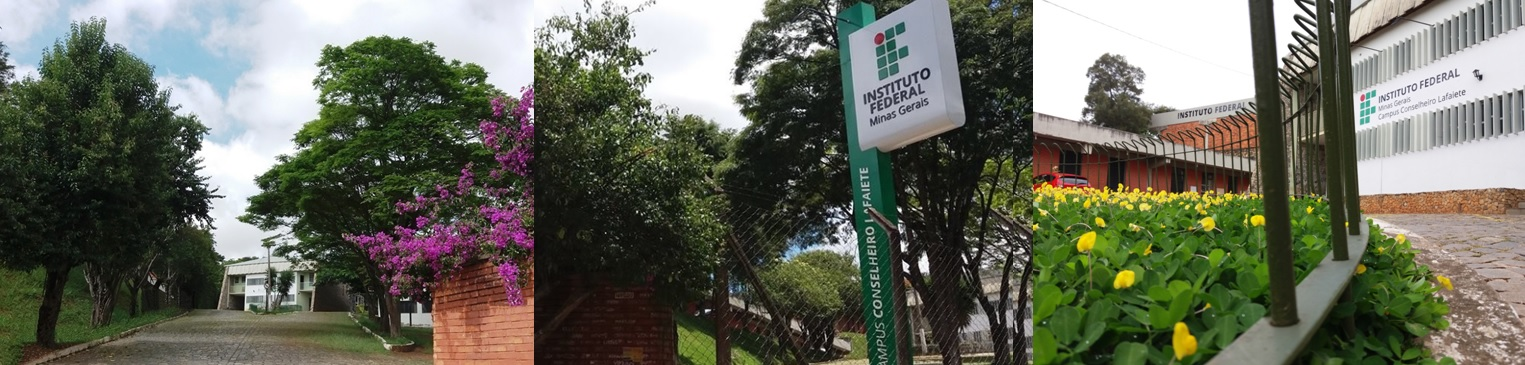 INSTITUTO
FEDERAL
Minas Gerais
CAMPUS CONSELHEIRO LAFAIETE
INSTITUTO FEDERAL
INSTITUTO FEDERAL
Minas Gerais
Campus Conselheiro Lafaiete